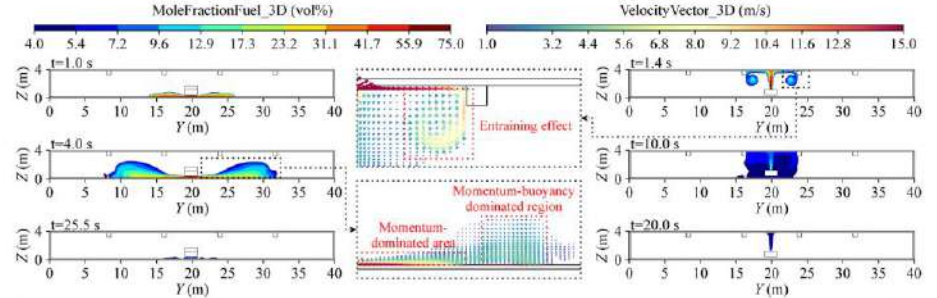 MoleFractionFuel_3D (vol%)
4.0 5.4 7.2 9.6 12.9 17.3 23.2 31.1 41.7 55.9 75.0
VelocityVector_3D (m/s)
1.0 3.2 4.4 5.6 6.8 8.0 9.2 10.4 11.6 12.8 15.0
t=1.0 s
Z (m)
4
0
0 5 10 15 20 25 30 35 40
Y (m)
t=4.0 s
Z (m)
4
2
0
0 5 10 15 20 25 30 35 40
Y (m)
t=25.5 s
Z (m)
4
2
0
0 5 10 15 20 25 30 35 40
Y (m)
Entraining effect
Momentum-buoyancy
dominated region
Momentum-
dominated area
t=1.4 s
Z (m)
4
0
0 5 10 15 20 25 30 35 40
Y (m)
t=10.0 s
Z (m)
4
2
0
0 5 10 15 20 25 30 35 40
Y (m)
t=20.0 s
Z (m)
4
2
0
0 5 10 15 20 25 30 35 40
Y (m)